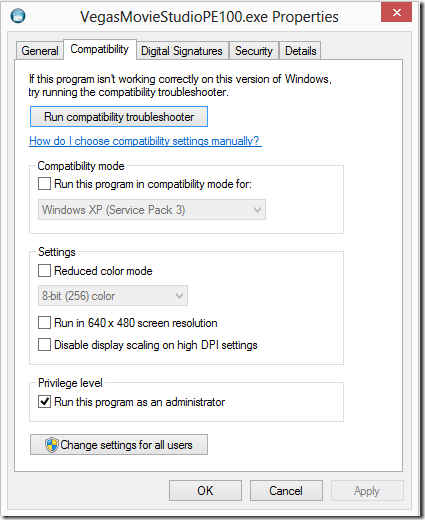 VegasMovieStudioPE100.exe Properties
General
Compatibility
Digital Signatures
Security
Details
If this program isn't working correctly on this version of Windows,
try running the compatibility troubleshooter.
Run compatibility troubleshooter
How do I choose compatibility settings manually?
Compatibility mode
Run this program in compatibility mode for:
Windows XP (Service Pack 3)
Settings
Reduced color mode
8-bit (256) color
Run in 640 x 480 screen resolution
Disable display scaling on high DPI settings
Privilege level
Run this program as an administrator
Change settings for all users
OK
Cancel
Apply